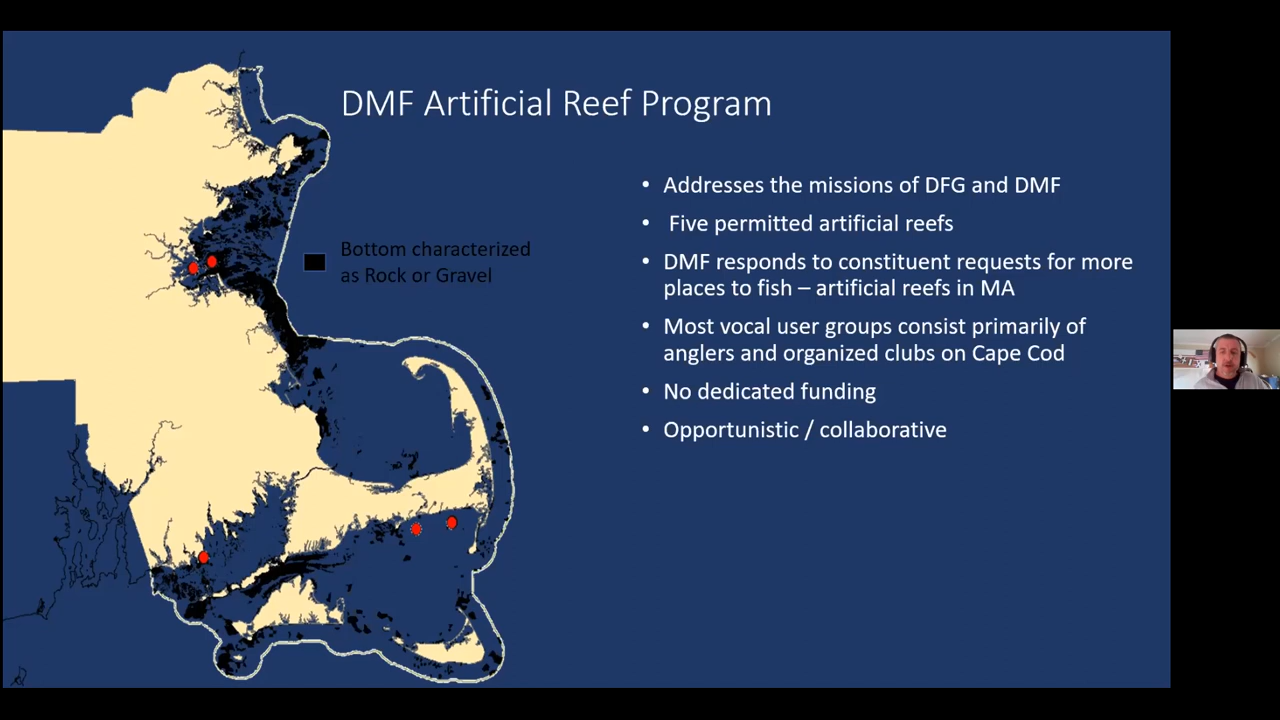 DMF Artificial Reef Program
Bottom characterized
as Rock or Gravel
• Addresses the missions of DFG and DMF
• Five permitted artificial reefs
• DMF responds to constituent requests for more
places to fish – artificial reefs in MA
• Most vocal user groups consist primarily of
anglers and organized clubs on Cape Cod
• No dedicated funding
• Opportunistic / collaborative